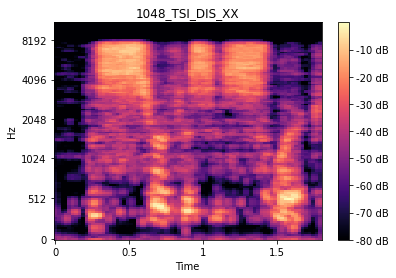 1048_TSI_DIS_XX
8192
4096
2048
1024
512
0
Hz
0
0.5
1
1.5
Time
-10 dB
-20 dB
-30 dB
-40 dB
-50 dB
-60 dB
-70 dB
-80 dB